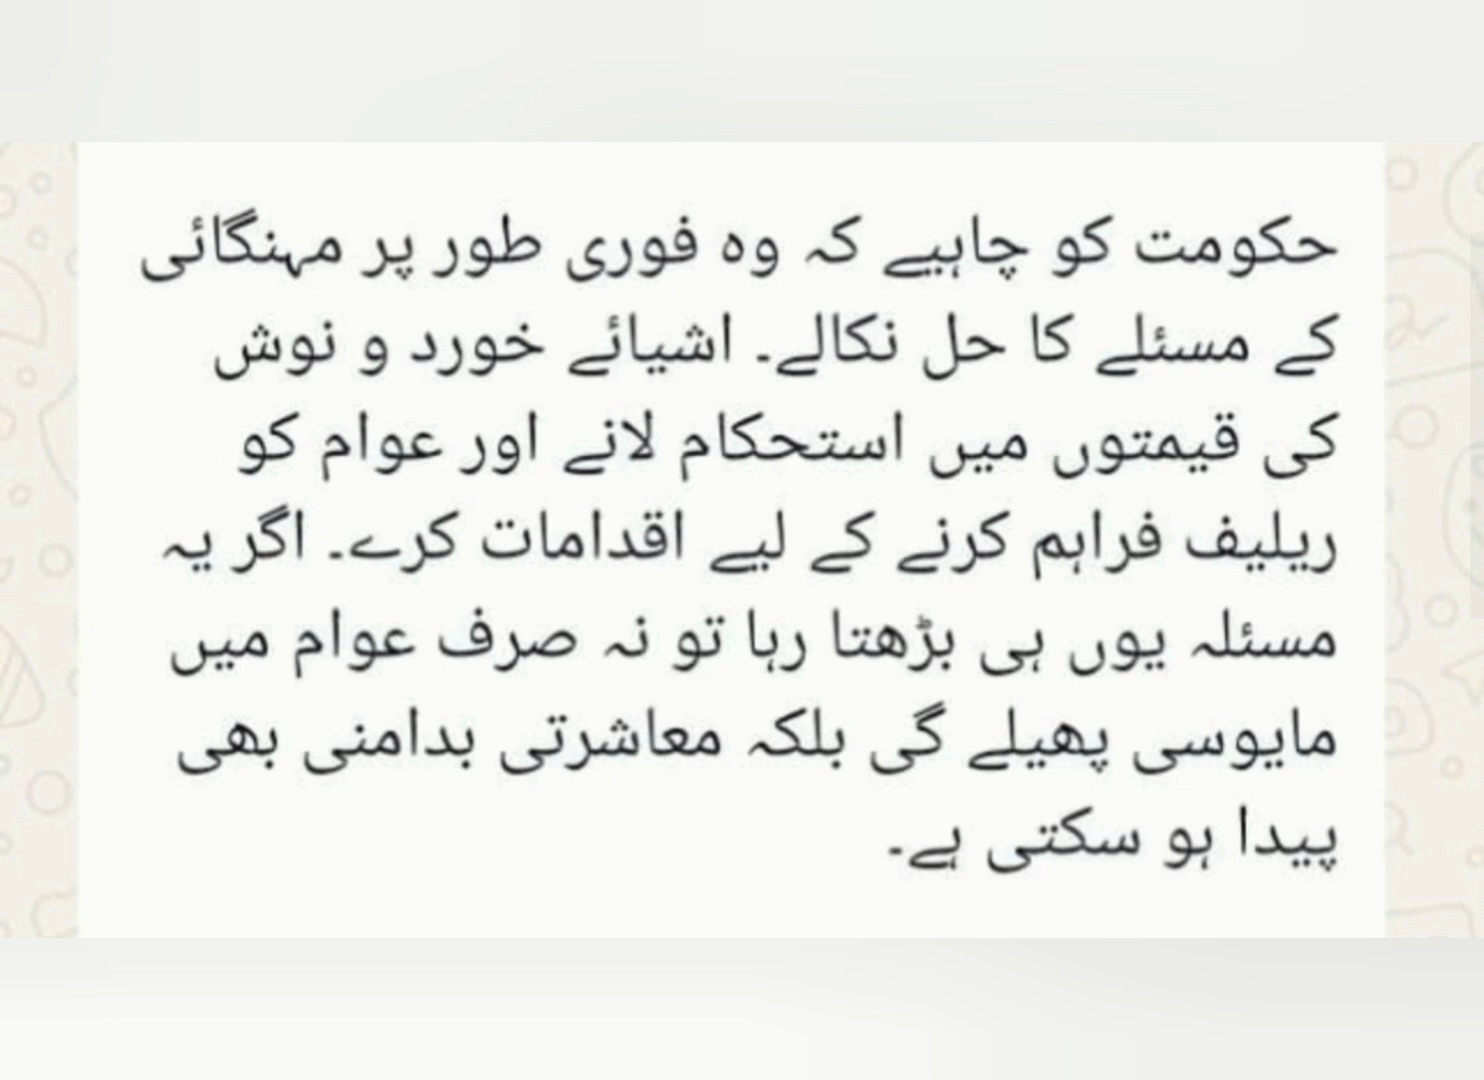 حکومت کو چاہیے کہ وہ فوری طور پر مہنگائی
کے مسئلے کا حل نکالے۔ اشیائے خورد و نوش
کی قیمتوں میں استحکام لانے اور عوام کو
ریلیف فراہم کرنے کے لیے اقدامات کرے۔ اگر یہ
مسئلہ یوں ہی بڑھتا رہا تو نہ صرف عوام میں
مایوسی پھیلے گی بلکہ معاشرتی بدامنی بھی
پیدا ہو سکتی ہے۔